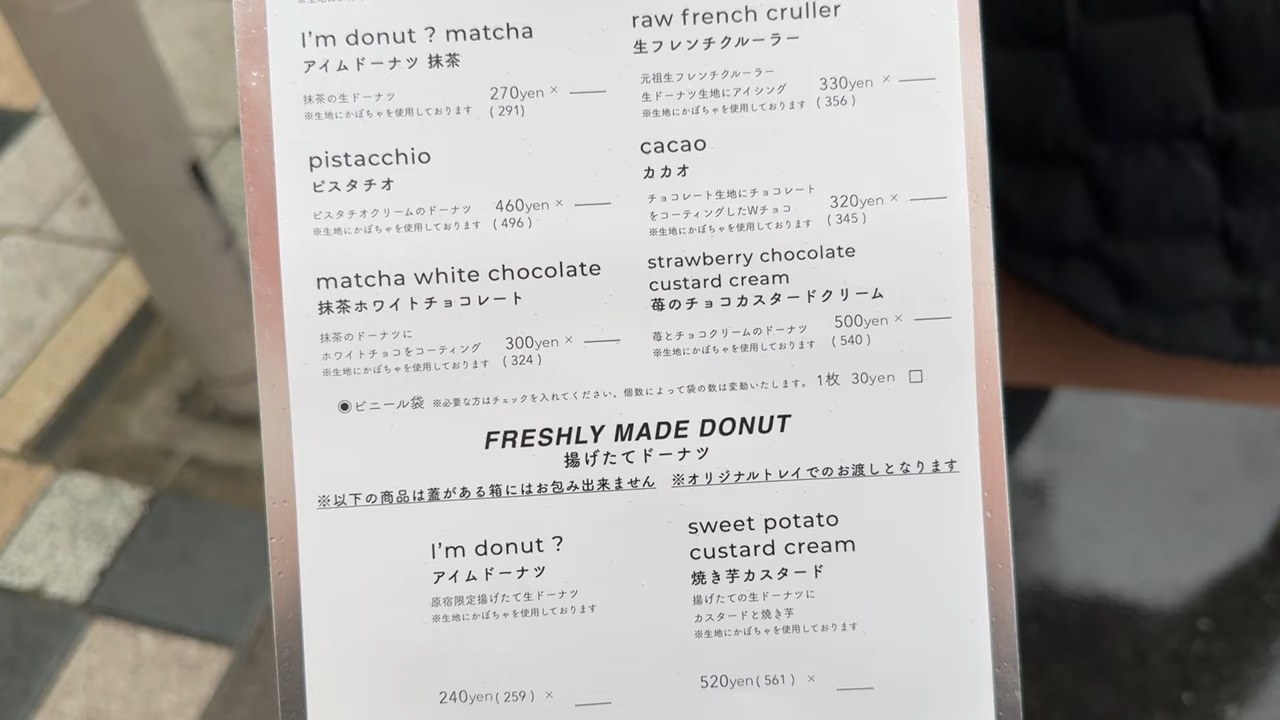 I'm donut ? matcha
アイムドーナツ 抹茶
抹茶の生ドーナツ
※生地にかぼちゃを使用しております
270yen ×
( 291)
raw french cruller
生フレンチクルーラー
元祖生フレンチクルーラー
生ドーナツ生地にアイシング
※生地にかぼちゃを使用しております
330yen ×
( 356 )
pistacchio
ピスタチオ
ピスタチオクリームのドーナツ
※生地にかぼちゃを使用しております
460yen ×
( 496 )
cacao
カカオ
チョコレート生地にチョコレート
をコーティングしたWチョコ
※生地にかぼちゃを使用しております
320yen ×
( 345 )
matcha white chocolate
抹茶ホワイトチョコレート
抹茶のドーナツに
ホワイトチョコをコーティング
※生地にかぼちゃを使用しております
300yen ×
( 324 )
strawberry chocolate
custard cream
苺のチョコカスタードクリーム
苺とチョコクリームのドーナツ
※生地にかぼちゃを使用しております
500yen ×
( 540 )
◉ビニール袋 ※必要な方はチェックを入れてください。個数によって袋の数は変動いたします。 1枚 30yen □
FRESHLY MADE DONUT
揚げたてドーナツ
※以下の商品は蓋がある箱にはお包み出来ません ※オリジナルトレイでのお渡しとなります
I'm donut ?
アイムドーナツ
原宿限定揚げたて生ドーナツ
※生地にかぼちゃを使用しております
240yen( 259 ) ×
sweet potato
custard cream
焼き芋カスタード
揚げたての生ドーナツに
カスタードと焼き芋
※生地にかぼちゃを使用しております
520yen( 561 ) ×